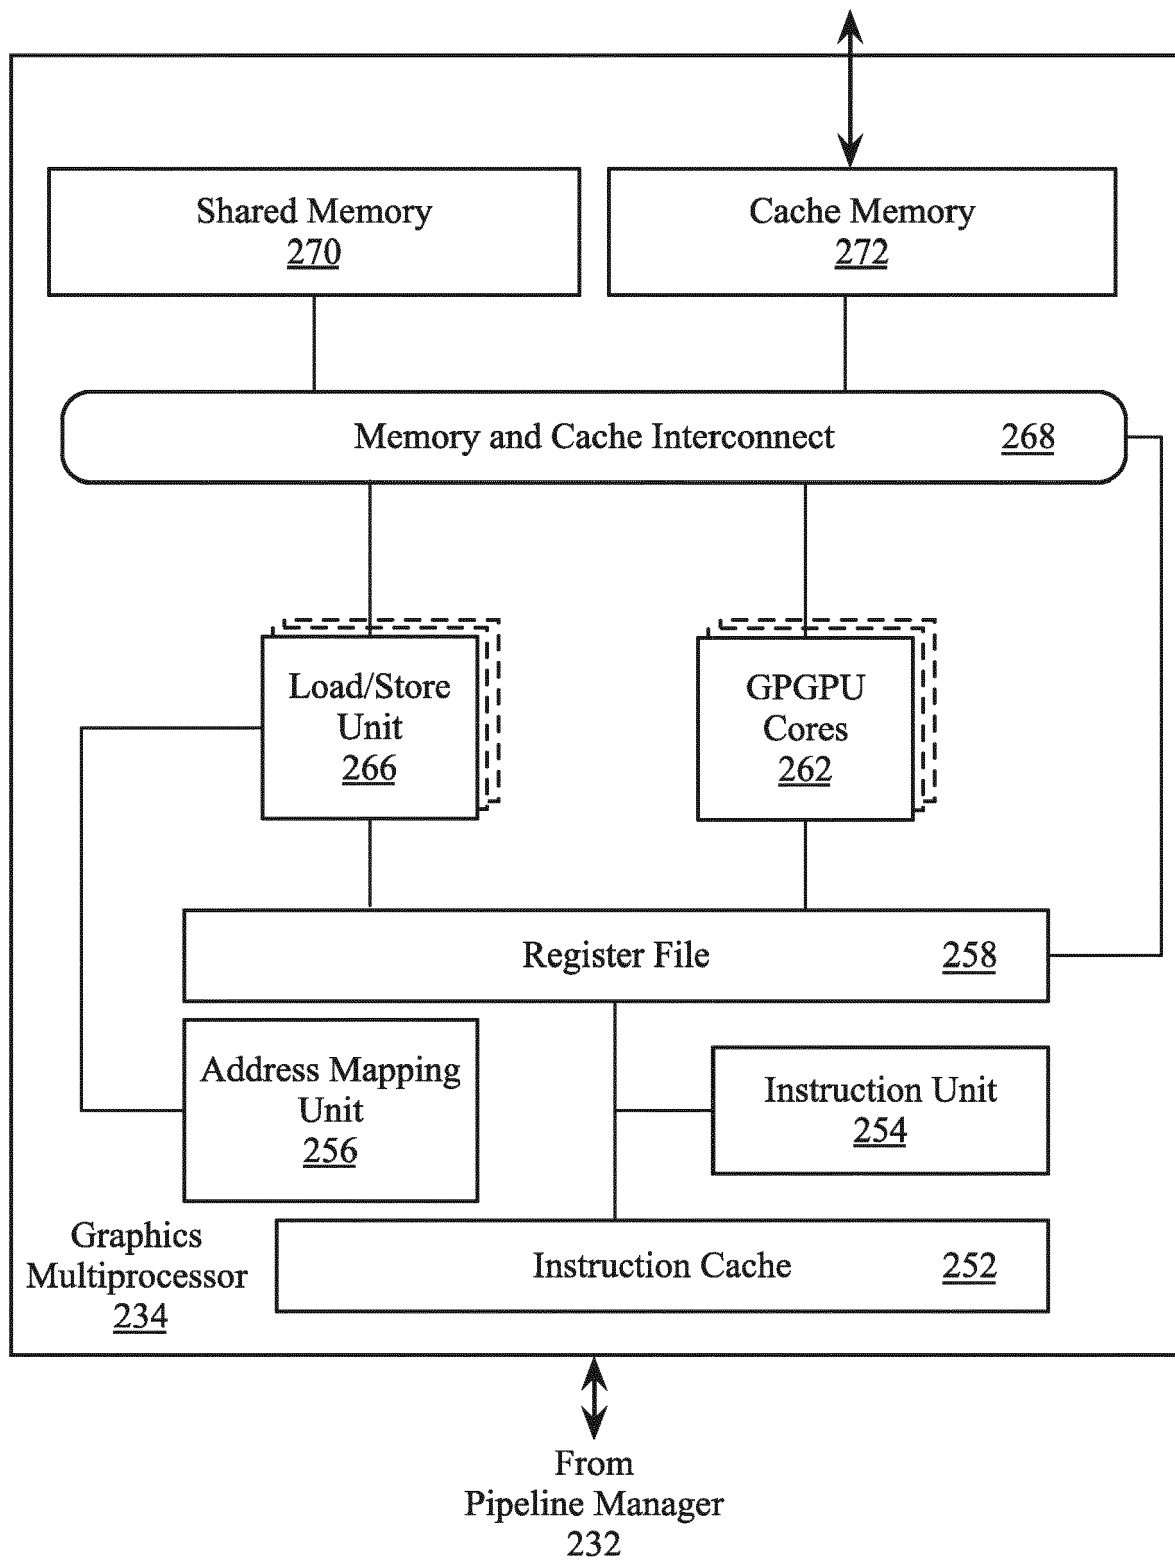 Shared Memory
270
Cache Memory
272
Memory and Cache Interconnect 268
Load/Store
Unit
266
GPGPU
Cores
262
Register File 258
Address Mapping
Unit
256
Instruction Unit
254
Graphics
Multiprocessor
234
Instruction Cache 252
From
Pipeline Manager
232